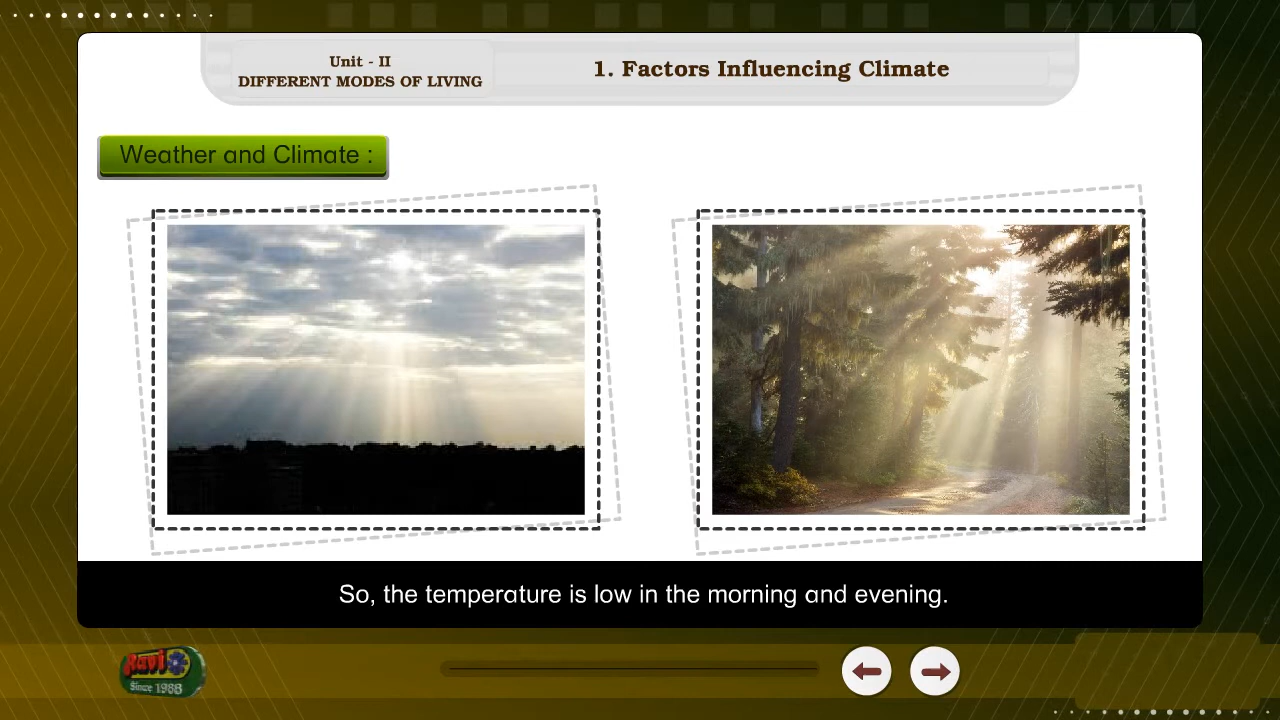 Unit - II
DIFFERENT MODES OF LIVING
1. Factors Influencing Climate
Weather and Climate :
So, the temperature is low in the morning and evening.
Ravi
Since 1968